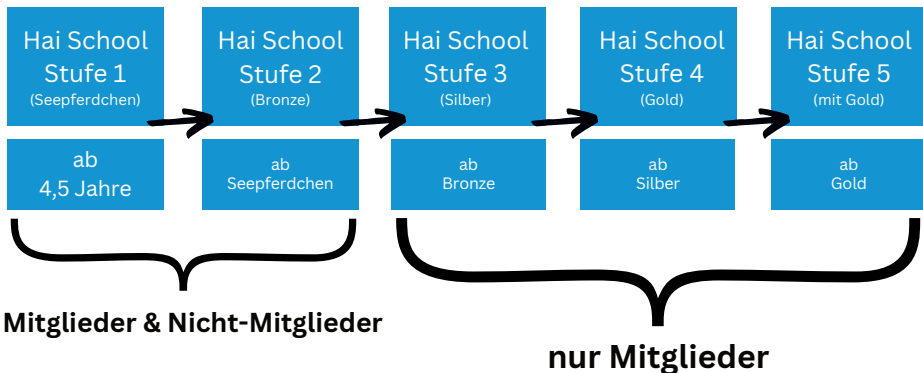 Hai School
Stufe 1
(Seepferdchen)
Hai School
Stufe 2
(Bronze)
Hai School
Stufe 3
(Silber)
Hai School
Stufe 4
(Gold)
Hai School
Stufe 5
(mit Gold)
ab
4,5 Jahre
ab
Seepferdchen
ab
Bronze
ab
Silber
ab
Gold
Mitglieder & Nicht-Mitglieder
nur Mitglieder